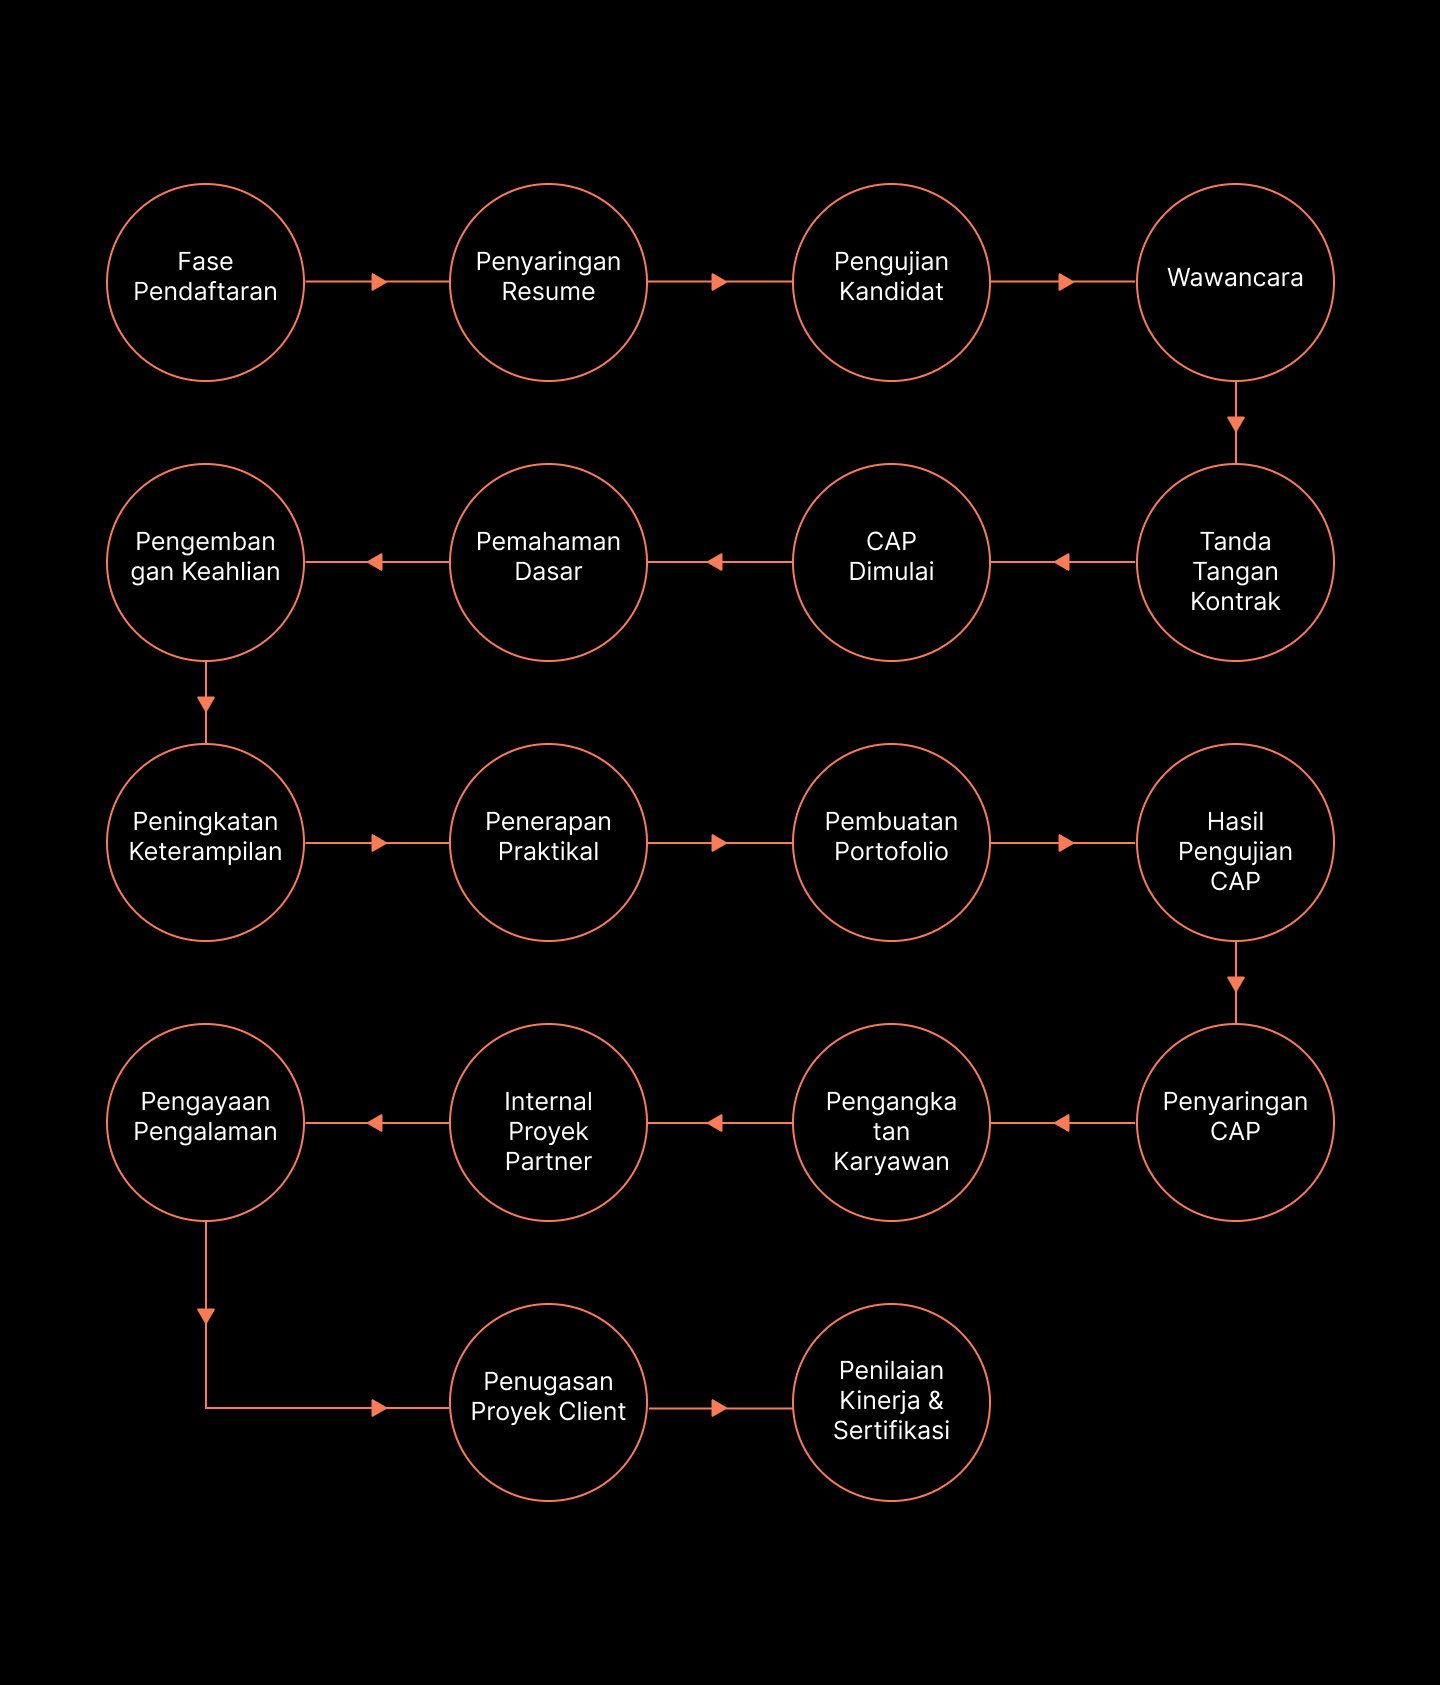 Fase
Pendaftaran
Penyaringan
Resume
Pengujian
Kandidat
Wawancara
Tanda
Tangan
Kontrak
CAP
Dimulai
Pemahaman
Dasar
Pengemban
gan Keahlian
Peningkatan
Keterampilan
Penerapan
Praktikal
Pembuatan
Portofolio
Hasil
Pengujian
CAP
Penyaringan
CAP
Pengangka
tan
Karyawan
Internal
Proyek
Partner
Pengayaan
Pengalaman
Penugasan
Proyek Client
Penilaian
Kinerja &
Sertifikasi